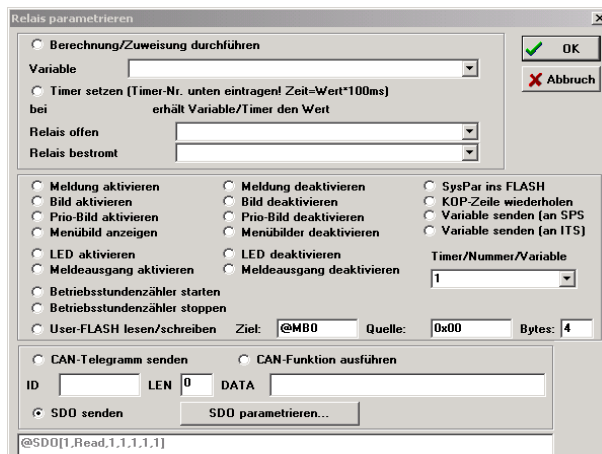 Relais parametrieren
Berechnung/Zuweisung durchführen
OK
Variable
Abbruch
Timer setzen (Timer-Nr. unten eintragen! Zeit=Wert*100ms)
bei erhält Variable/Timer den Wert
Relais offen
Relais bestromt
Meldung aktivieren Meldung deaktivieren SysPar ins FLASH
Bild aktivieren Bild deaktivieren KOP-Zeile wiederholen
Prio-Bild aktivieren Prio-Bild deaktivieren Variable senden (an SPS
Menübild anzeigen Menübilder deaktivieren Variable senden (an ITS)
LED aktivieren LED deaktivieren Timer/Nummer/Variable
Meldeausgang aktivieren Meldeausgang deaktivieren
1
Betriebsstundenzähler starten
Betriebsstundenzähler stoppen
User-FLASH lesen/schreiben Ziel: @MB0 Quelle: 0x00 Bytes: 4
CAN-Telegramm senden CAN-Funktion ausführen
ID LEN 0 DATA
SDO senden SDO parametrieren...
@SDO[1,Read,1,1,1,1,1]